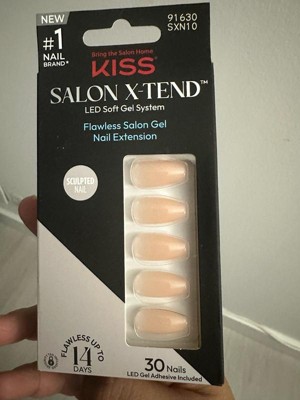 NEW
91630
SXN10
#1
NAIL
BRAND*
Bring the Salon Home
KISS®
SALON X-TEND™
LED Soft Gel System
Flawless Salon Gel
Nail Extension
SCULPTED
NAIL
FLAWLESS UP TO
14
DAYS
30 Nails
LED Gel Adhesive Included